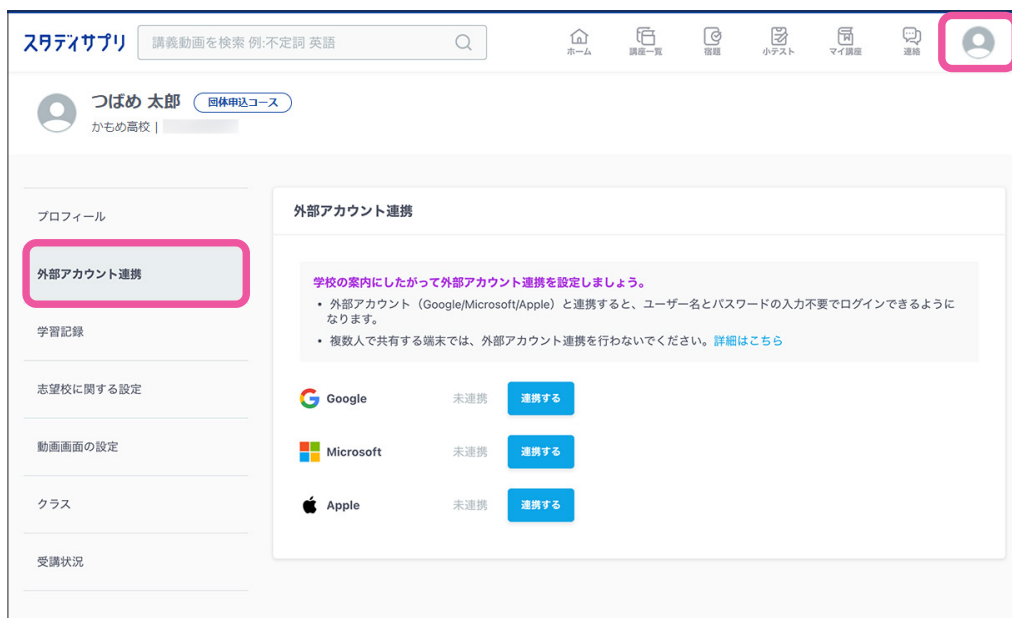 スタディサプリ
講義動画を検索 例:不定詞 英語
ホーム
講座一覧
宿題
小テスト
マイ講座
連絡
つばめ 太郎 団体申込コース
かもめ高校 |
プロフィール
外部アカウント連携
学習記録
志望校に関する設定
動画画面の設定
クラス
受講状況
外部アカウント連携
学校の案内にしたがって外部アカウント連携を設定しましょう。
• 外部アカウント（Google/Microsoft/Apple）と連携すると、ユーザー名とパスワードの入力不要でログインできるように
なります。
• 複数人で共有する端末では、外部アカウント連携を行わないでください。詳細はこちら
Google 未連携 連携する
Microsoft 未連携 連携する
Apple 未連携 連携する